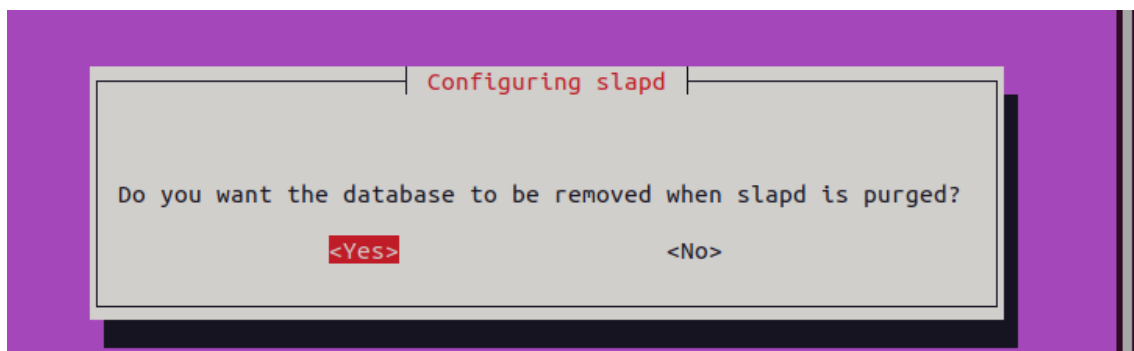 Configuring slapd
Do you want the database to be removed when slapd is purged?
<Yes> <No>